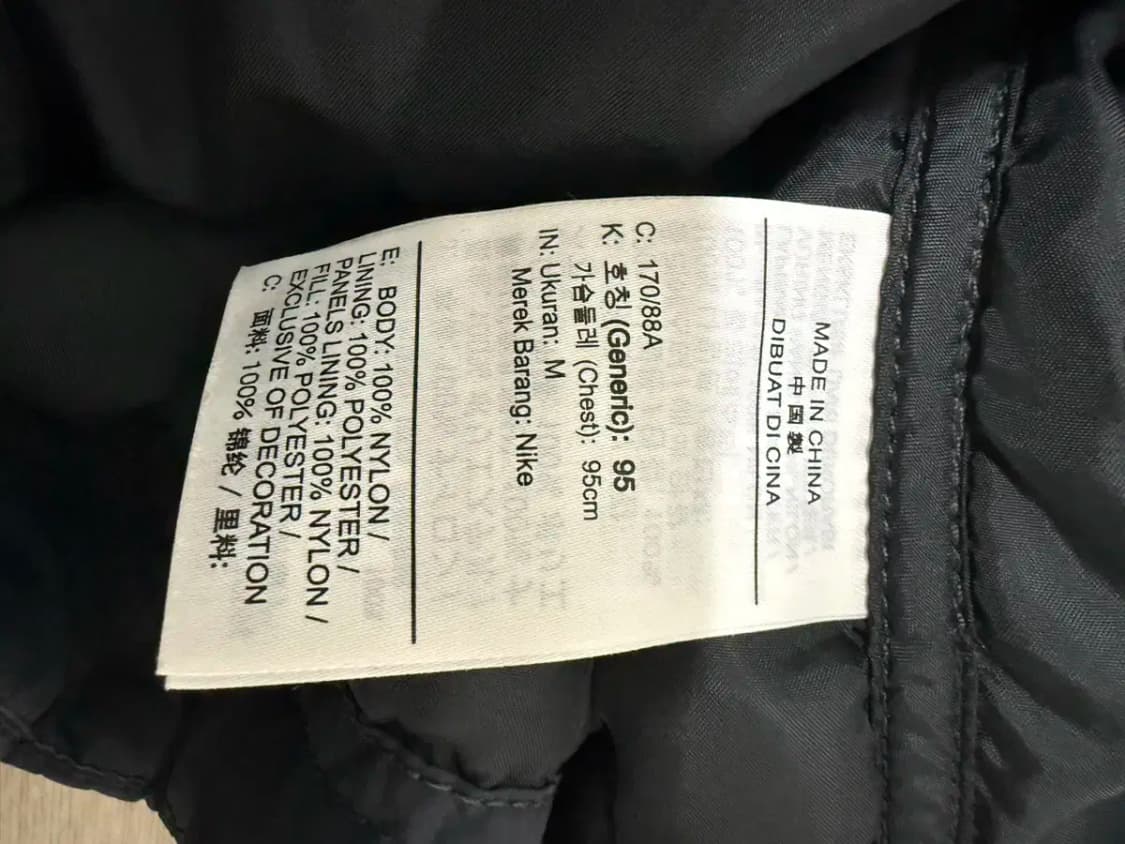 MADE IN CHINA
中国製
DIBUAT DI CINA
C: 170/88A
K: 호칭 (Generic): 95
가슴둘레 (Chest): 95cm
IN: Ukuran: M
Merek Barang: Nike
E: BODY: 100% NYLON /
LINING: 100% POLYESTER /
PANELS LINING: 100% NYLON /
FILL: 100% POLYESTER /
EXCLUSIVE OF DECORATION
C: 面料: 100% 锦纶 / 里料: